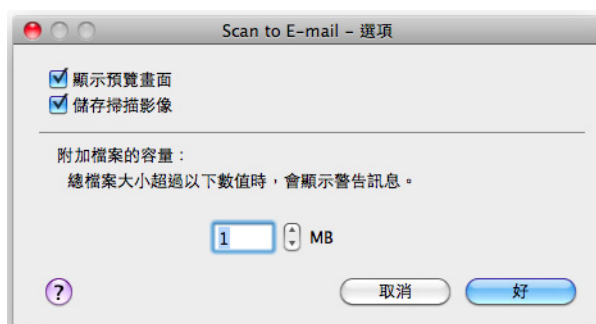 Scan to E-mail – 選項
顯示預覽畫面
儲存掃描影像
附加檔案的容量：
總檔案大小超過以下數值時，會顯示警告訊息。
1 MB
? 取消 好